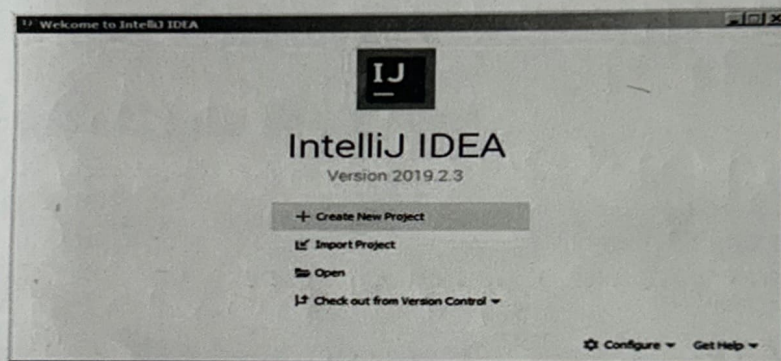 Welcome to IntelliJ IDEA
IJ
IntelliJ IDEA
Version 2019.2.3
Create New Project
Import Project
Open
Check out from Version Control
Configure Get Help